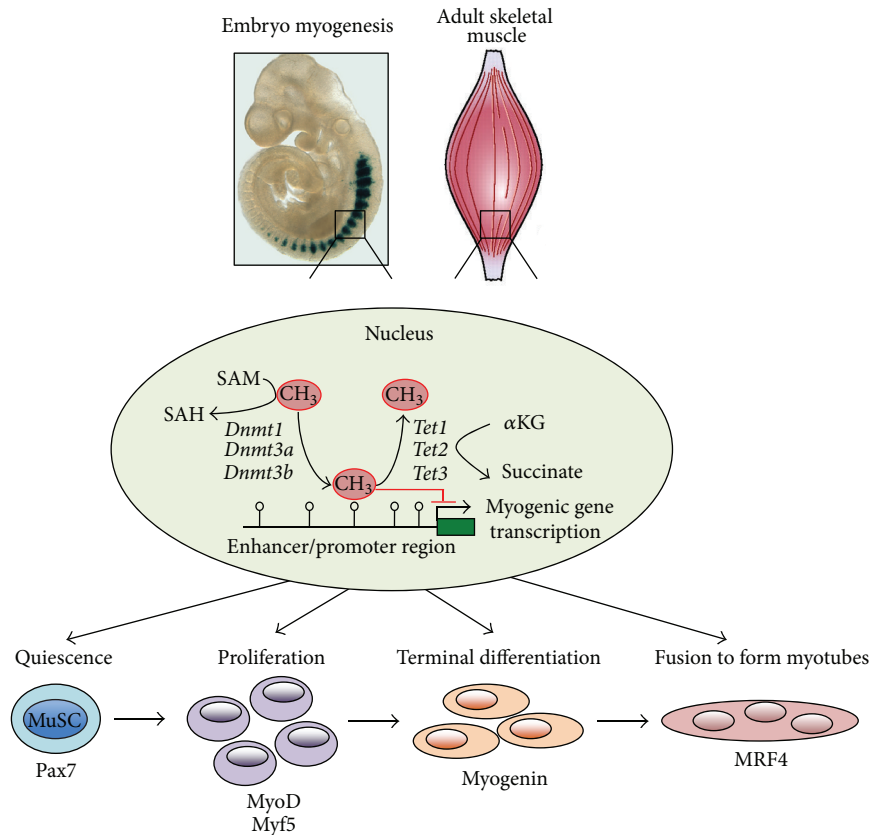 Embryo myogenesis
Adult skeletal
muscle
Nucleus
SAM
CH3
SAH
Dnmt1
Dnmt3a
Dnmt3b
CH3
Tet1
Tet2
Tet3
αKG
Succinate
CH3
Myogenic gene
transcription
Enhancer/promoter region
Quiescence
MuSC
Pax7
Proliferation
MyoD
Myf5
Terminal differentiation
Myogenin
Fusion to form myotubes
MRF4